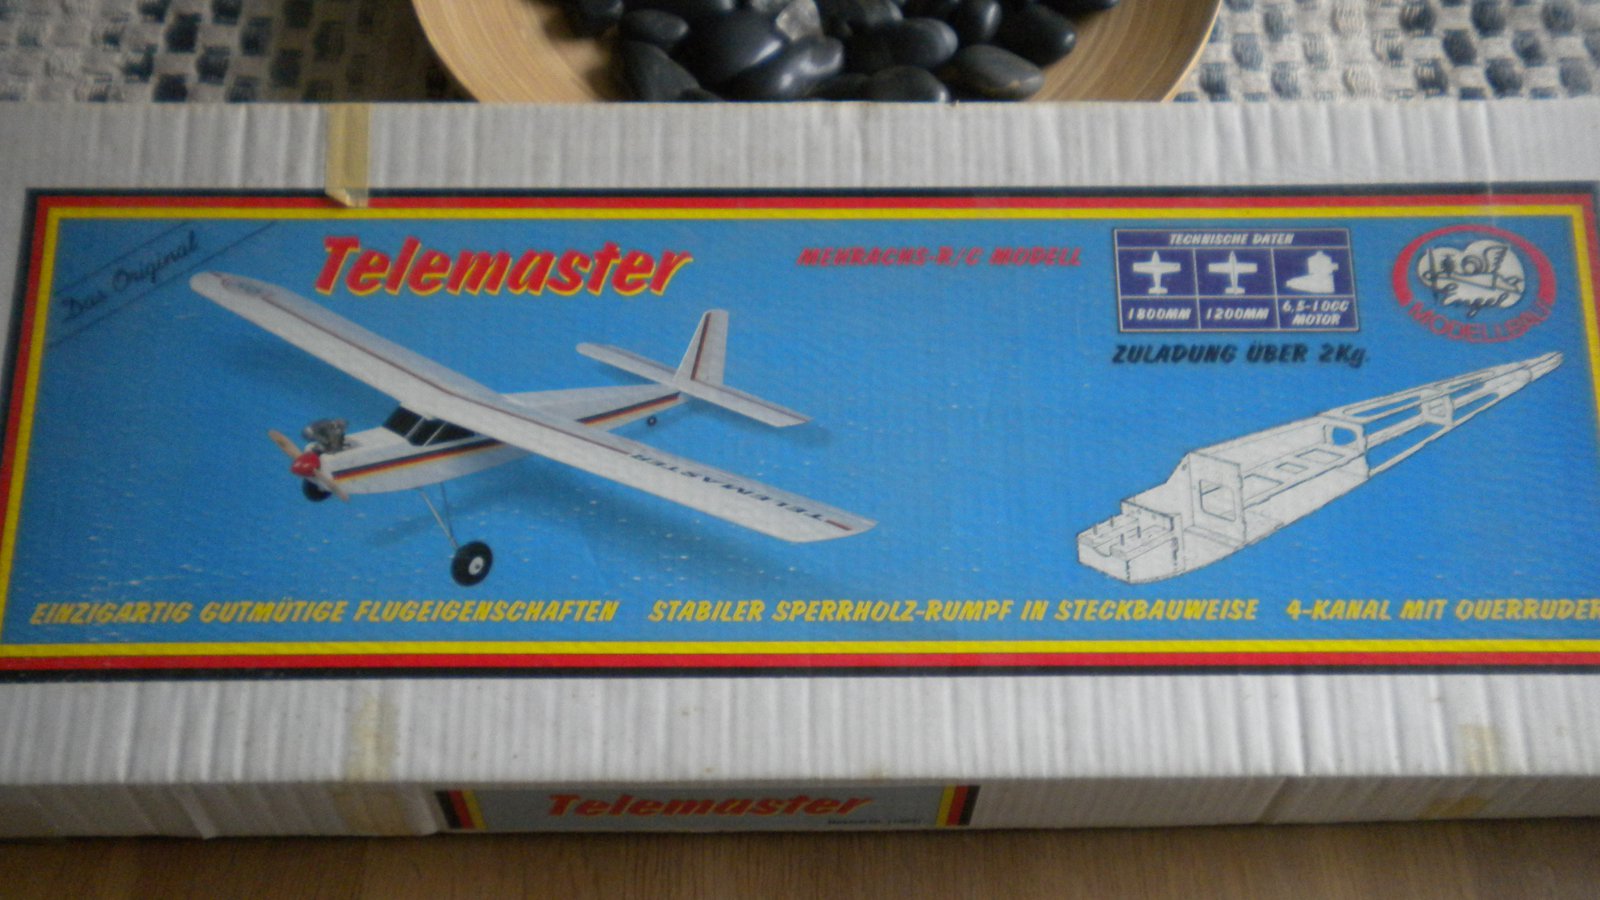 Das Original
Telemaster
MEHRACHS-R/C MODELL
TECHNISCHE DATEN
1800MM 1200MM 6,5-10CC MOTOR
ZULADUNG ÜBER 2Kg.
Engel
MODELLBAU
TELEMASTER
EINZIGARTIG GUTMÜTIGE FLUGEIGENSCHAFTEN STABILER SPERRHOLZ-RUMPF IN STECKBAUWEISE 4-KANAL MIT QUERRUDER
Telemaster